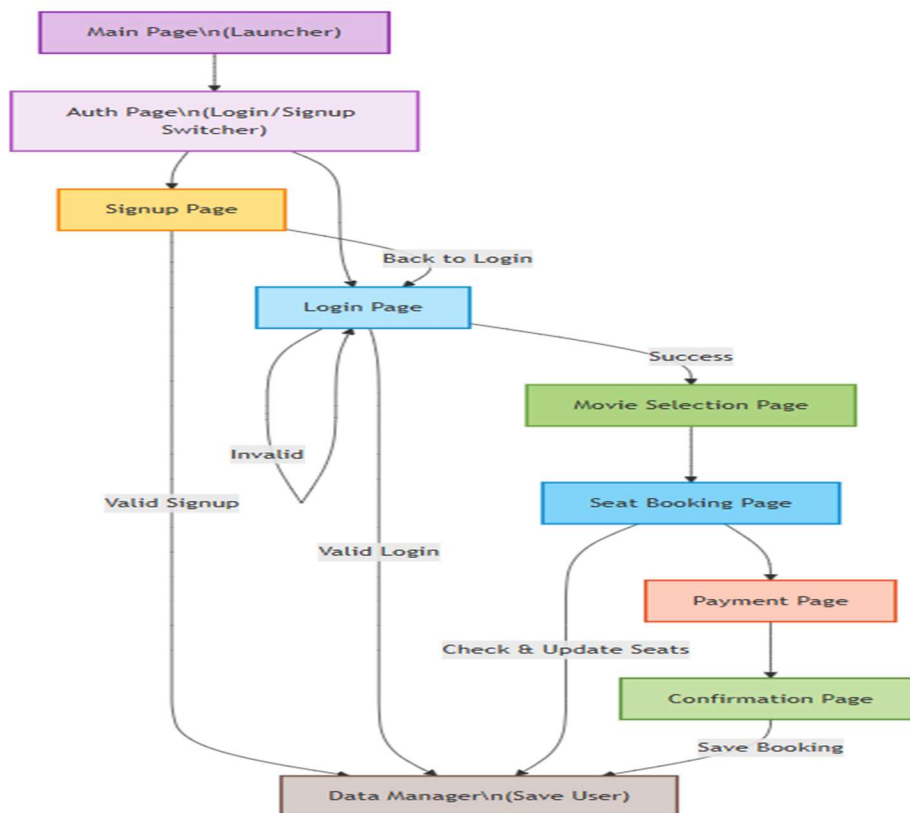 Main Page\n(Launcher)
Auth Page\n(Login/Signup
Switcher)
Signup Page
Back to Login
Login Page
Success
Movie Selection Page
Invalid
Valid Signup
Seat Booking Page
Valid Login
Payment Page
Check & Update Seats
Confirmation Page
Save Booking
Data Manager\n(Save User)